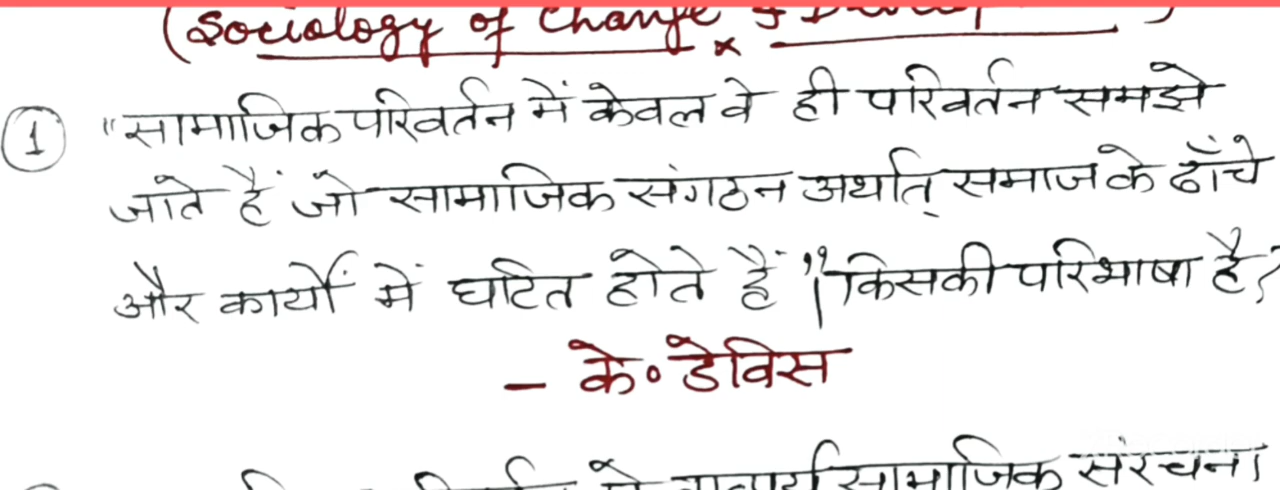 (Sociology of Change &
① "सामाजिक परिवर्तन में केवल वे ही परिवर्तन समझे
जाते हैं जो सामाजिक संगठन अर्थात् समाज के ढाँचे
और कार्यों में घटित होते हैं"। किसकी परिभाषा है?
- के० डेविस
सामाजिक संरचना